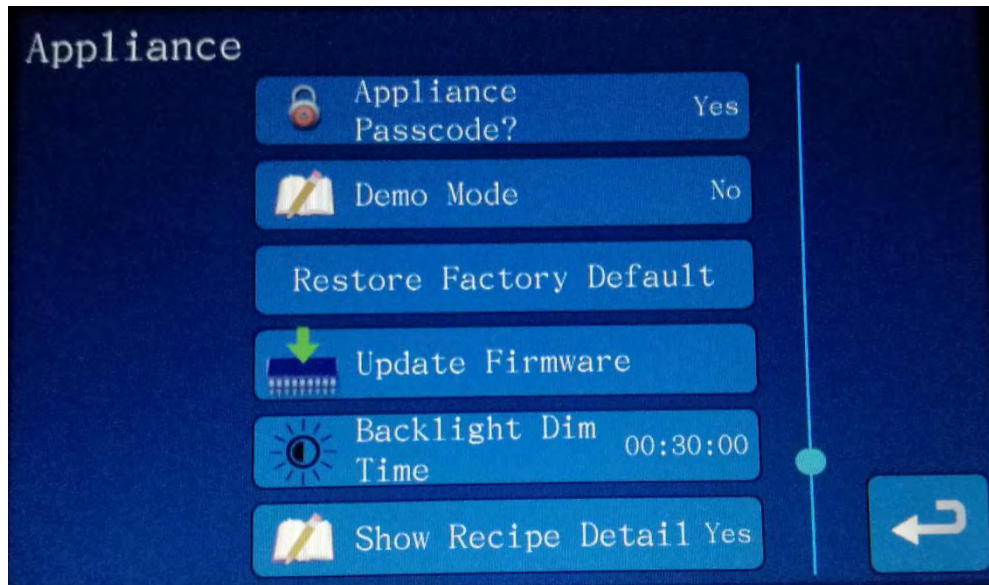 Appliance
Appliance
Passcode?
Yes
Demo Mode
No
Restore Factory Default
Update Firmware
Backlight Dim
Time
00:30:00
Show Recipe Detail Yes